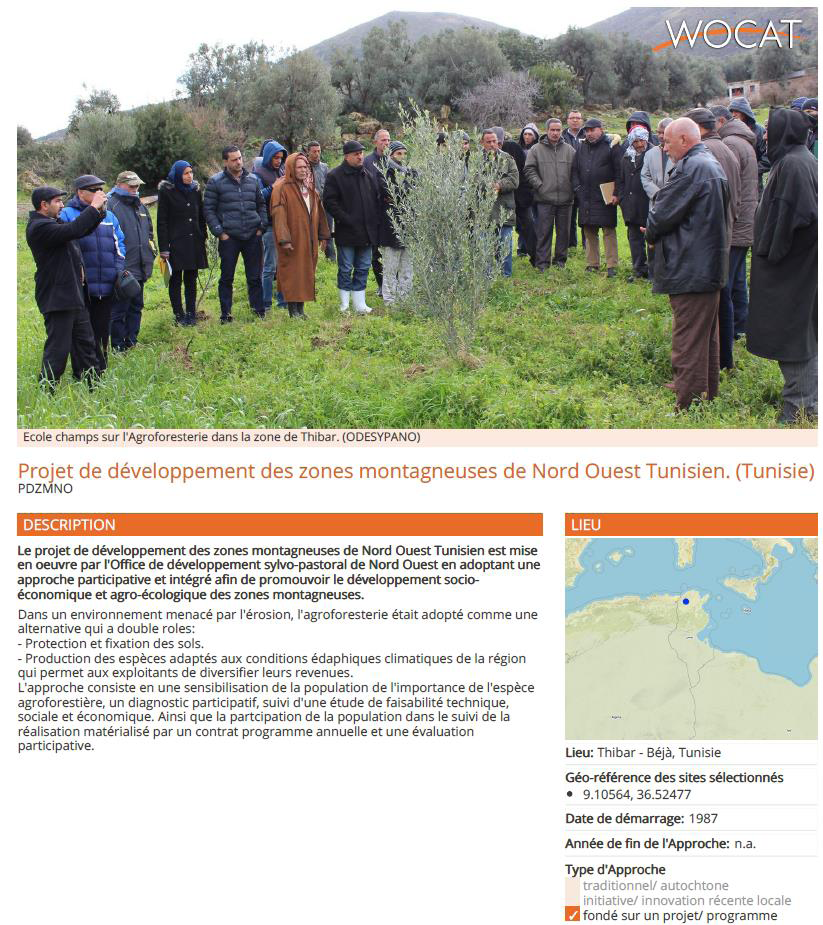 WOCAT
Ecole champs sur l'Agroforesterie dans la zone de Thibar. (ODESYPANO)
Projet de développement des zones montagneuses de Nord Ouest Tunisien. (Tunisie)
PDZMNO
DESCRIPTION
Le projet de développement des zones montagneuses de Nord Ouest Tunisien est mise
en oeuvre par l'Office de développement sylvo-pastoral de Nord Ouest en adoptant une
approche participative et intégré afin de promouvoir le développement socio-
économique et agro-écologique des zones montagneuses.
Dans un environnement menacé par l'érosion, l'agroforesterie était adopté comme une
alternative qui a double roles:
- Protection et fixation des sols.
- Production des espèces adaptés aux conditions édaphiques climatiques de la région
qui permet aux exploitants de diversifier leurs revenues.
L'approche consiste en une sensibilisation de la population de l'importance de l'espèce
agroforestière, un diagnostic participatif, suivi d'une étude de faisabilité technique,
sociale et économique. Ainsi que la partcipation de la population dans le suivi de la
réalisation matérialisé par un contrat programme annuelle et une évaluation
participative.
LIEU
Lieu: Thibar - Béjà, Tunisie
Géo-référence des sites sélectionnés
• 9.10564, 36.52477
Date de démarrage: 1987
Année de fin de l'Approche: n.a.
Type d'Approche
traditionnel/ autochtone
initiative/ innovation récente locale
✓ fondé sur un projet/ programme